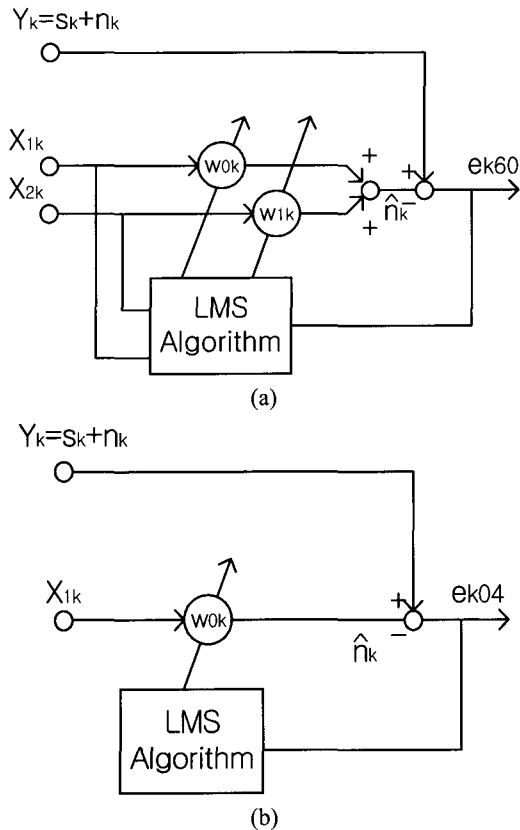 Yk=sk+nk
X1k
X2k
w0k
w1k
+
+
+
−
n̂k
ek60
LMS
Algorithm
(a)
Yk=sk+nk
X1k
w0k
+
−
n̂k
ek04
LMS
Algorithm
(b)